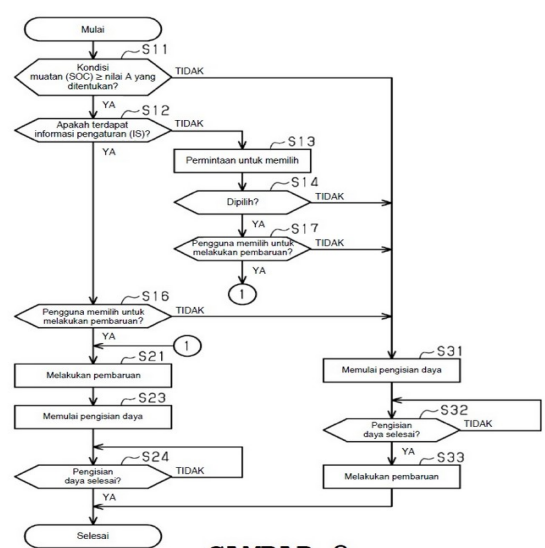 Mulai
S11
Kondisi
muatan (SOC) ≥ nilai A yang
ditentukan?
TIDAK
YA
S12
Apakah terdapat
informasi pengaturan (IS)?
TIDAK
YA
S13
Permintaan untuk memilih
S14
Dipilih?
TIDAK
YA
S17
Pengguna memilih untuk
melakukan pembaruan?
TIDAK
YA
1
S16
Pengguna memilih untuk
melakukan pembaruan?
TIDAK
YA
1
S21
Melakukan pembaruan
S23
Memulai pengisian daya
S24
Pengisian
daya selesai?
TIDAK
YA
S31
Memulai pengisian daya
S32
Pengisian
daya selesai?
TIDAK
YA
S33
Melakukan pembaruan
Selesai